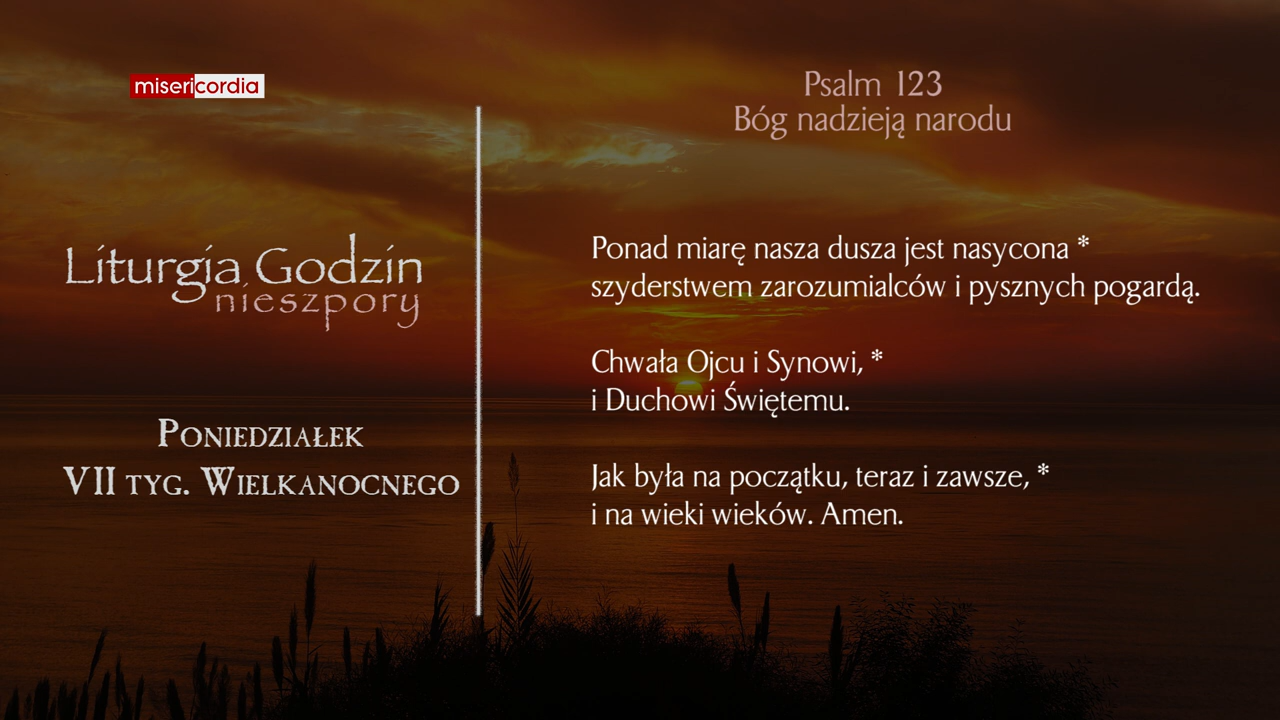 misericordia
Liturgia Godzin
nieszpory
Poniedziałek
VII tyg. Wielkanocnego
Psalm 123
Bóg nadzieją narodu
Ponad miarę nasza dusza jest nasycona *
szyderstwem zarozumialców i pysznych pogardą.
Chwała Ojcu i Synowi, *
i Duchowi Świętemu.
Jak była na początku, teraz i zawsze, *
i na wieki wieków. Amen.